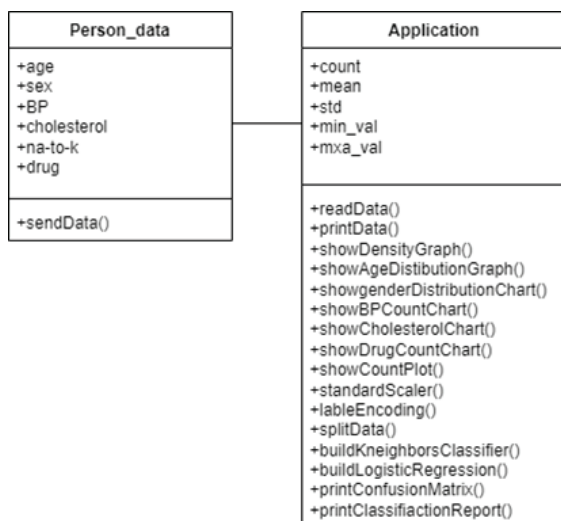 Person_data
+age
+sex
+BP
+cholesterol
+na-to-k
+drug
+sendData()
Application
+count
+mean
+std
+min_val
+mxa_val
+readData()
+printData()
+showDensityGraph()
+showAgeDistibutionGraph()
+showgenderDistributionChart()
+showBPCountChart()
+showCholesterolChart()
+showDrugCountChart()
+showCountPlot()
+standardScaler()
+lableEncoding()
+splitData()
+buildKneighborsClassifier()
+buildLogisticRegression()
+printConfusionMatrix()
+printClassifiactionReport()